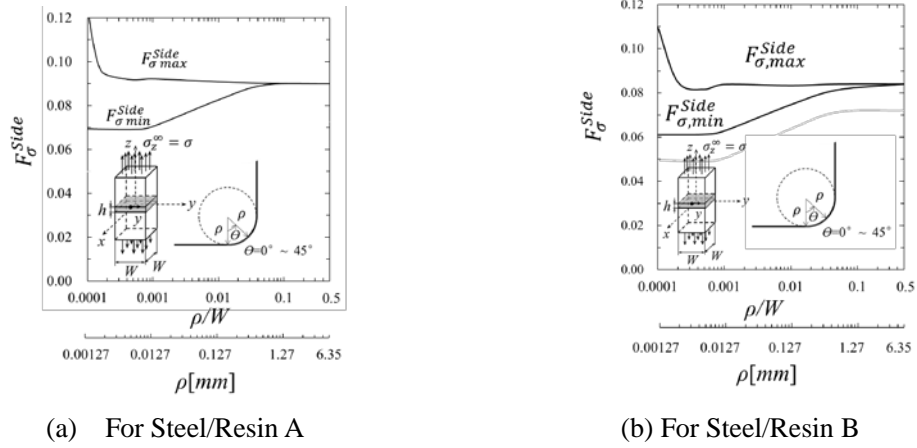 0.12
0.10
0.08
0.06
0.04
0.02
0.00
F_σ^Side
F_σ max^Side
F_σ min^Side
σ_z^∞ = σ
z
y
h
y
x
W
W
ρ
ρ
Θ
Θ=0° ~ 45°
0.0001 0.001 0.01 0.1 0.5
ρ/W
0.00127 0.0127 0.127 1.27 6.35
ρ[mm]
(a) For Steel/Resin A
0.12
0.10
0.08
0.06
0.04
0.02
0.00
F_σ^Side
F_σ,max^Side
F_σ,min^Side
σ_z^∞ = σ
z
y
h
y
x
W
W
ρ
ρ
Θ
Θ=0° ~ 45°
0.0001 0.001 0.01 0.1 0.5
ρ/W
0.00127 0.0127 0.127 1.27 6.35
ρ[mm]
(b) For Steel/Resin B